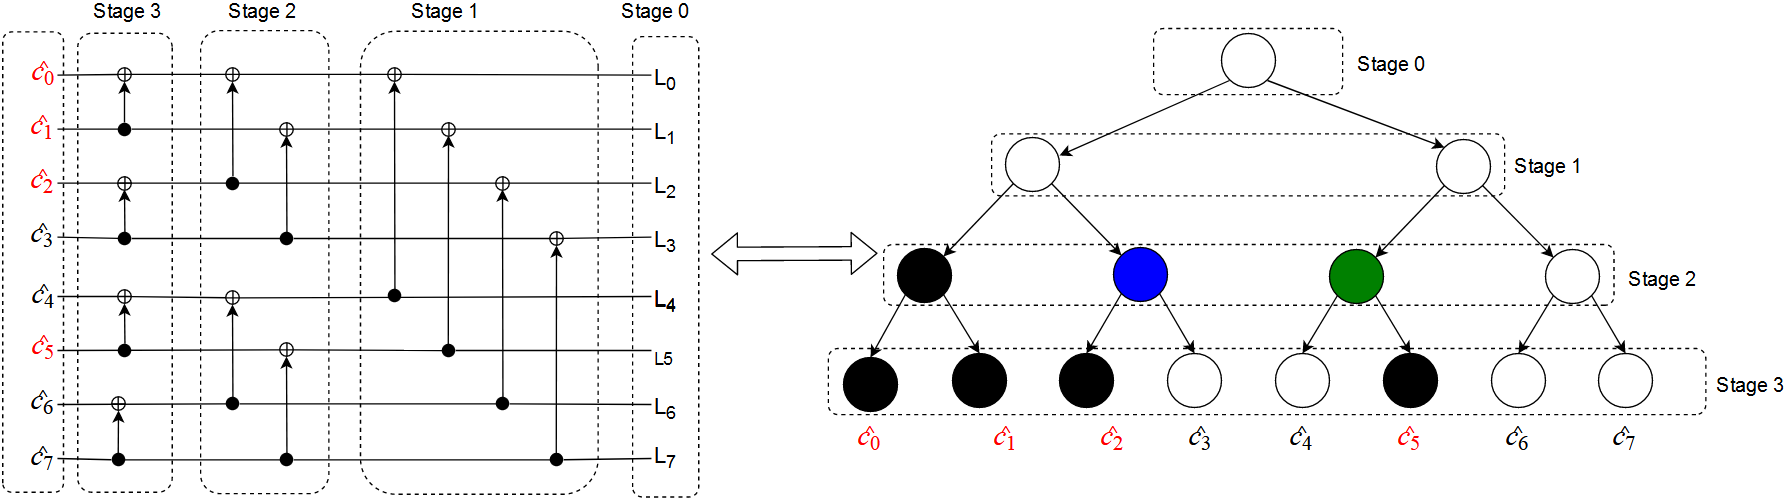 Stage 3 Stage 2 Stage 1 Stage 0
ĉ0 L0
ĉ1 L1
ĉ2 L2
ĉ3 L3
ĉ4 L4
ĉ5 L5
ĉ6 L6
ĉ7 L7
Stage 0
Stage 1
Stage 2
Stage 3
ĉ0 ĉ1 ĉ2 ĉ3 ĉ4 ĉ5 ĉ6 ĉ7